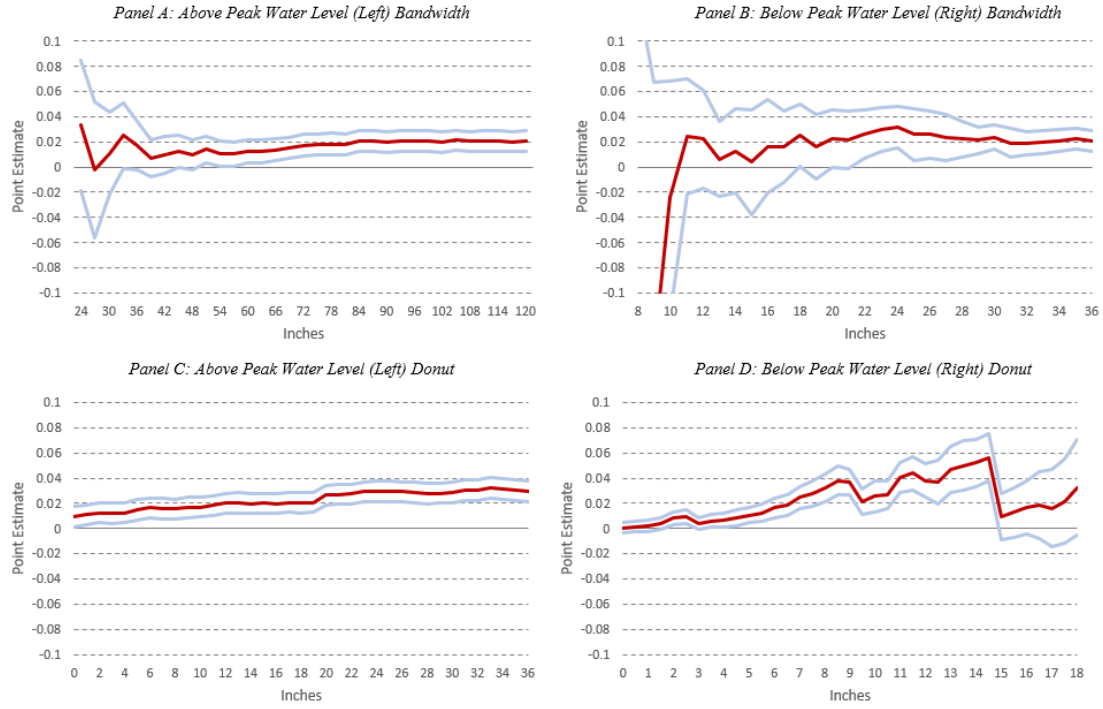 Panel A: Above Peak Water Level (Left) Bandwidth
0.1
0.08
0.06
0.04
0.02
0
-0.02
-0.04
-0.06
-0.08
-0.1
Point Estimate
24 30 36 42 48 54 60 66 72 78 84 90 96 102 108 114 120
Inches
Panel B: Below Peak Water Level (Right) Bandwidth
0.1
0.08
0.06
0.04
0.02
0
-0.02
-0.04
-0.06
-0.08
-0.1
Point Estimate
8 10 12 14 16 18 20 22 24 26 28 30 32 34 36
Inches
Panel C: Above Peak Water Level (Left) Donut
0.1
0.08
0.06
0.04
0.02
0
-0.02
-0.04
-0.06
-0.08
-0.1
Point Estimate
0 2 4 6 8 10 12 14 16 18 20 22 24 26 28 30 32 34 36
Inches
Panel D: Below Peak Water Level (Right) Donut
0.1
0.08
0.06
0.04
0.02
0
-0.02
-0.04
-0.06
-0.08
-0.1
Point Estimate
0 1 2 3 4 5 6 7 8 9 10 11 12 13 14 15 16 17 18
Inches